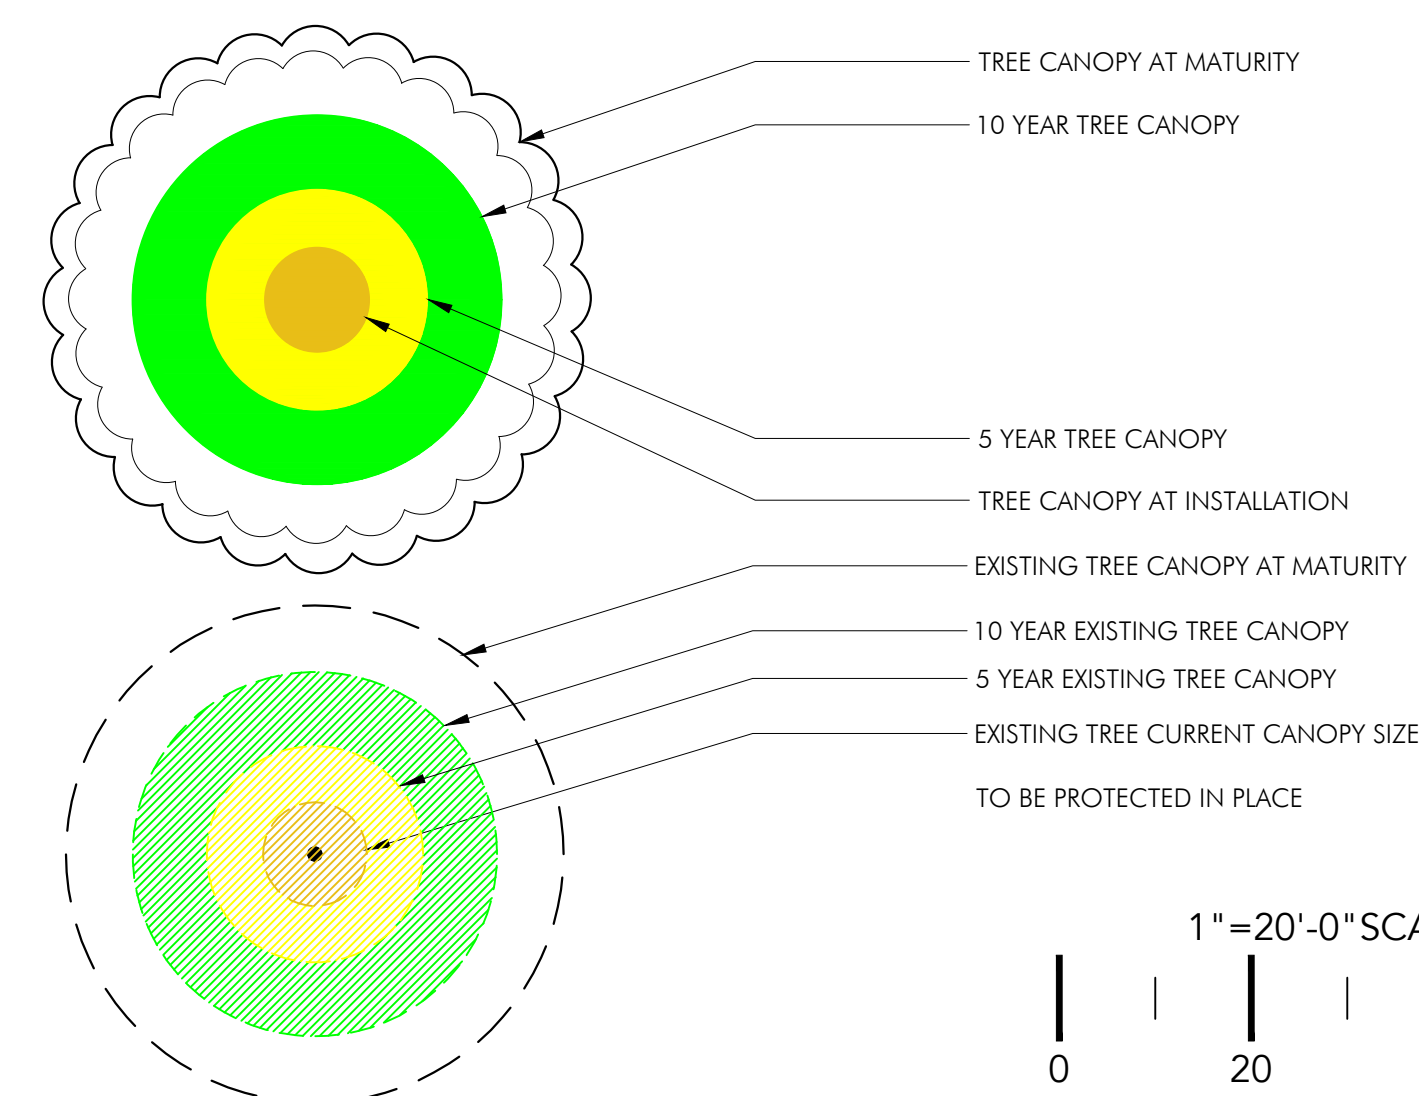 TREE CANOPY AT MATURITY
10 YEAR TREE CANOPY
5 YEAR TREE CANOPY
TREE CANOPY AT INSTALLATION
EXISTING TREE CANOPY AT MATURITY
10 YEAR EXISTING TREE CANOPY
5 YEAR EXISTING TREE CANOPY
EXISTING TREE CURRENT CANOPY SIZE
TO BE PROTECTED IN PLACE
1"=20'-0"
0 20